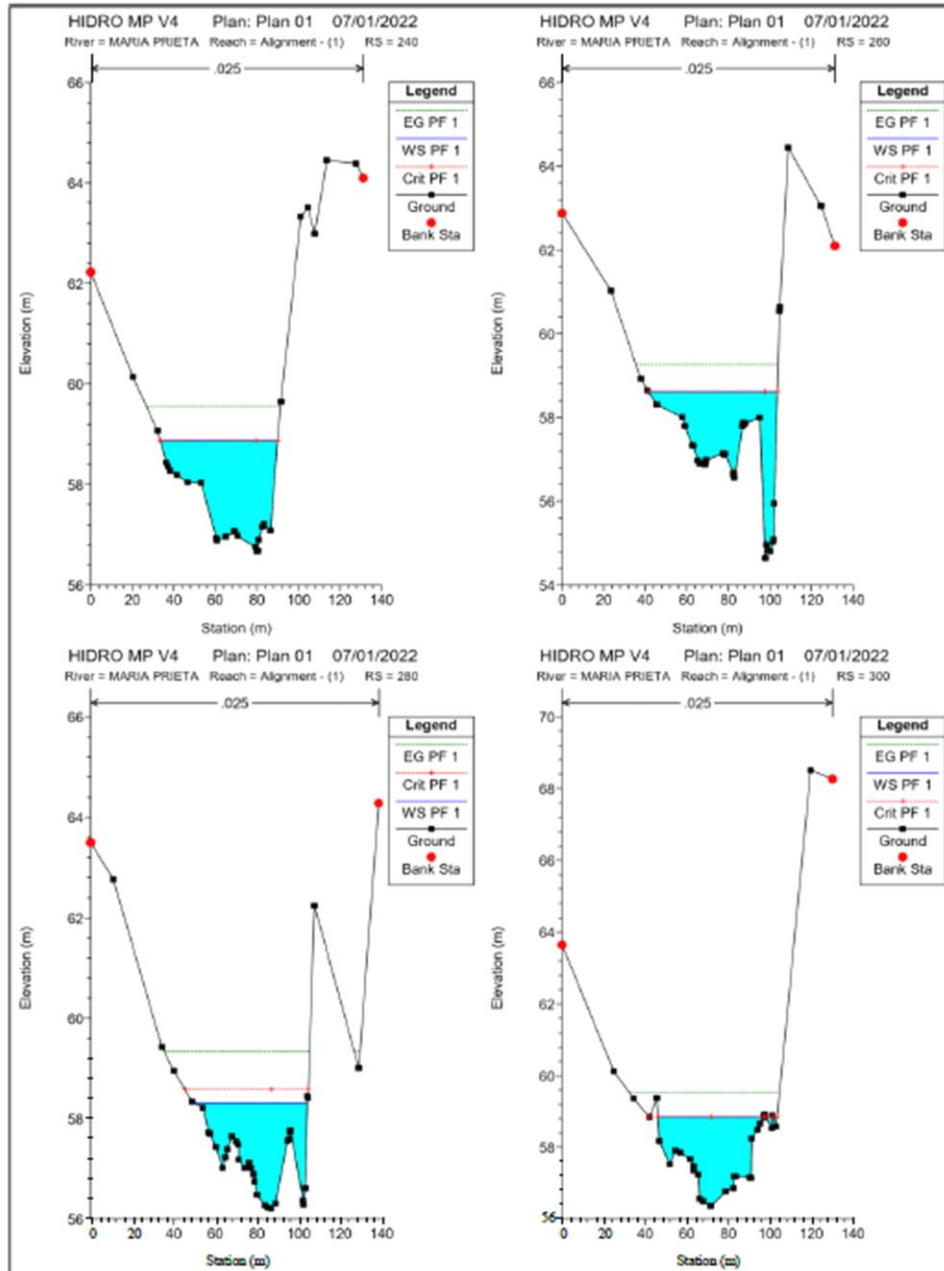 HIDRO MP V4 Plan: Plan 01 07/01/2022
River = MARIA PRIETA Reach = Alignment - (1) RS = 240
.025
Legend
EG PF 1
WS PF 1
Crit PF 1
Ground
Bank Sta
Elevation (m)
66
64
62
60
58
56
0 20 40 60 80 100 120 140
Station (m)
HIDRO MP V4 Plan: Plan 01 07/01/2022
River = MARIA PRIETA Reach = Alignment - (1) RS = 260
.025
Legend
EG PF 1
WS PF 1
Crit PF 1
Ground
Bank Sta
Elevation (m)
66
64
62
60
58
56
54
0 20 40 60 80 100 120 140
Station (m)
HIDRO MP V4 Plan: Plan 01 07/01/2022
River = MARIA PRIETA Reach = Alignment - (1) RS = 280
.025
Legend
EG PF 1
Crit PF 1
WS PF 1
Ground
Bank Sta
Elevation (m)
66
64
62
60
58
56
0 20 40 60 80 100 120 140
Station (m)
HIDRO MP V4 Plan: Plan 01 07/01/2022
River = MARIA PRIETA Reach = Alignment - (1) RS = 300
.025
Legend
EG PF 1
WS PF 1
Crit PF 1
Ground
Bank Sta
Elevation (m)
70
68
66
64
62
60
58
56
0 20 40 60 80 100 120 140
Station (m)